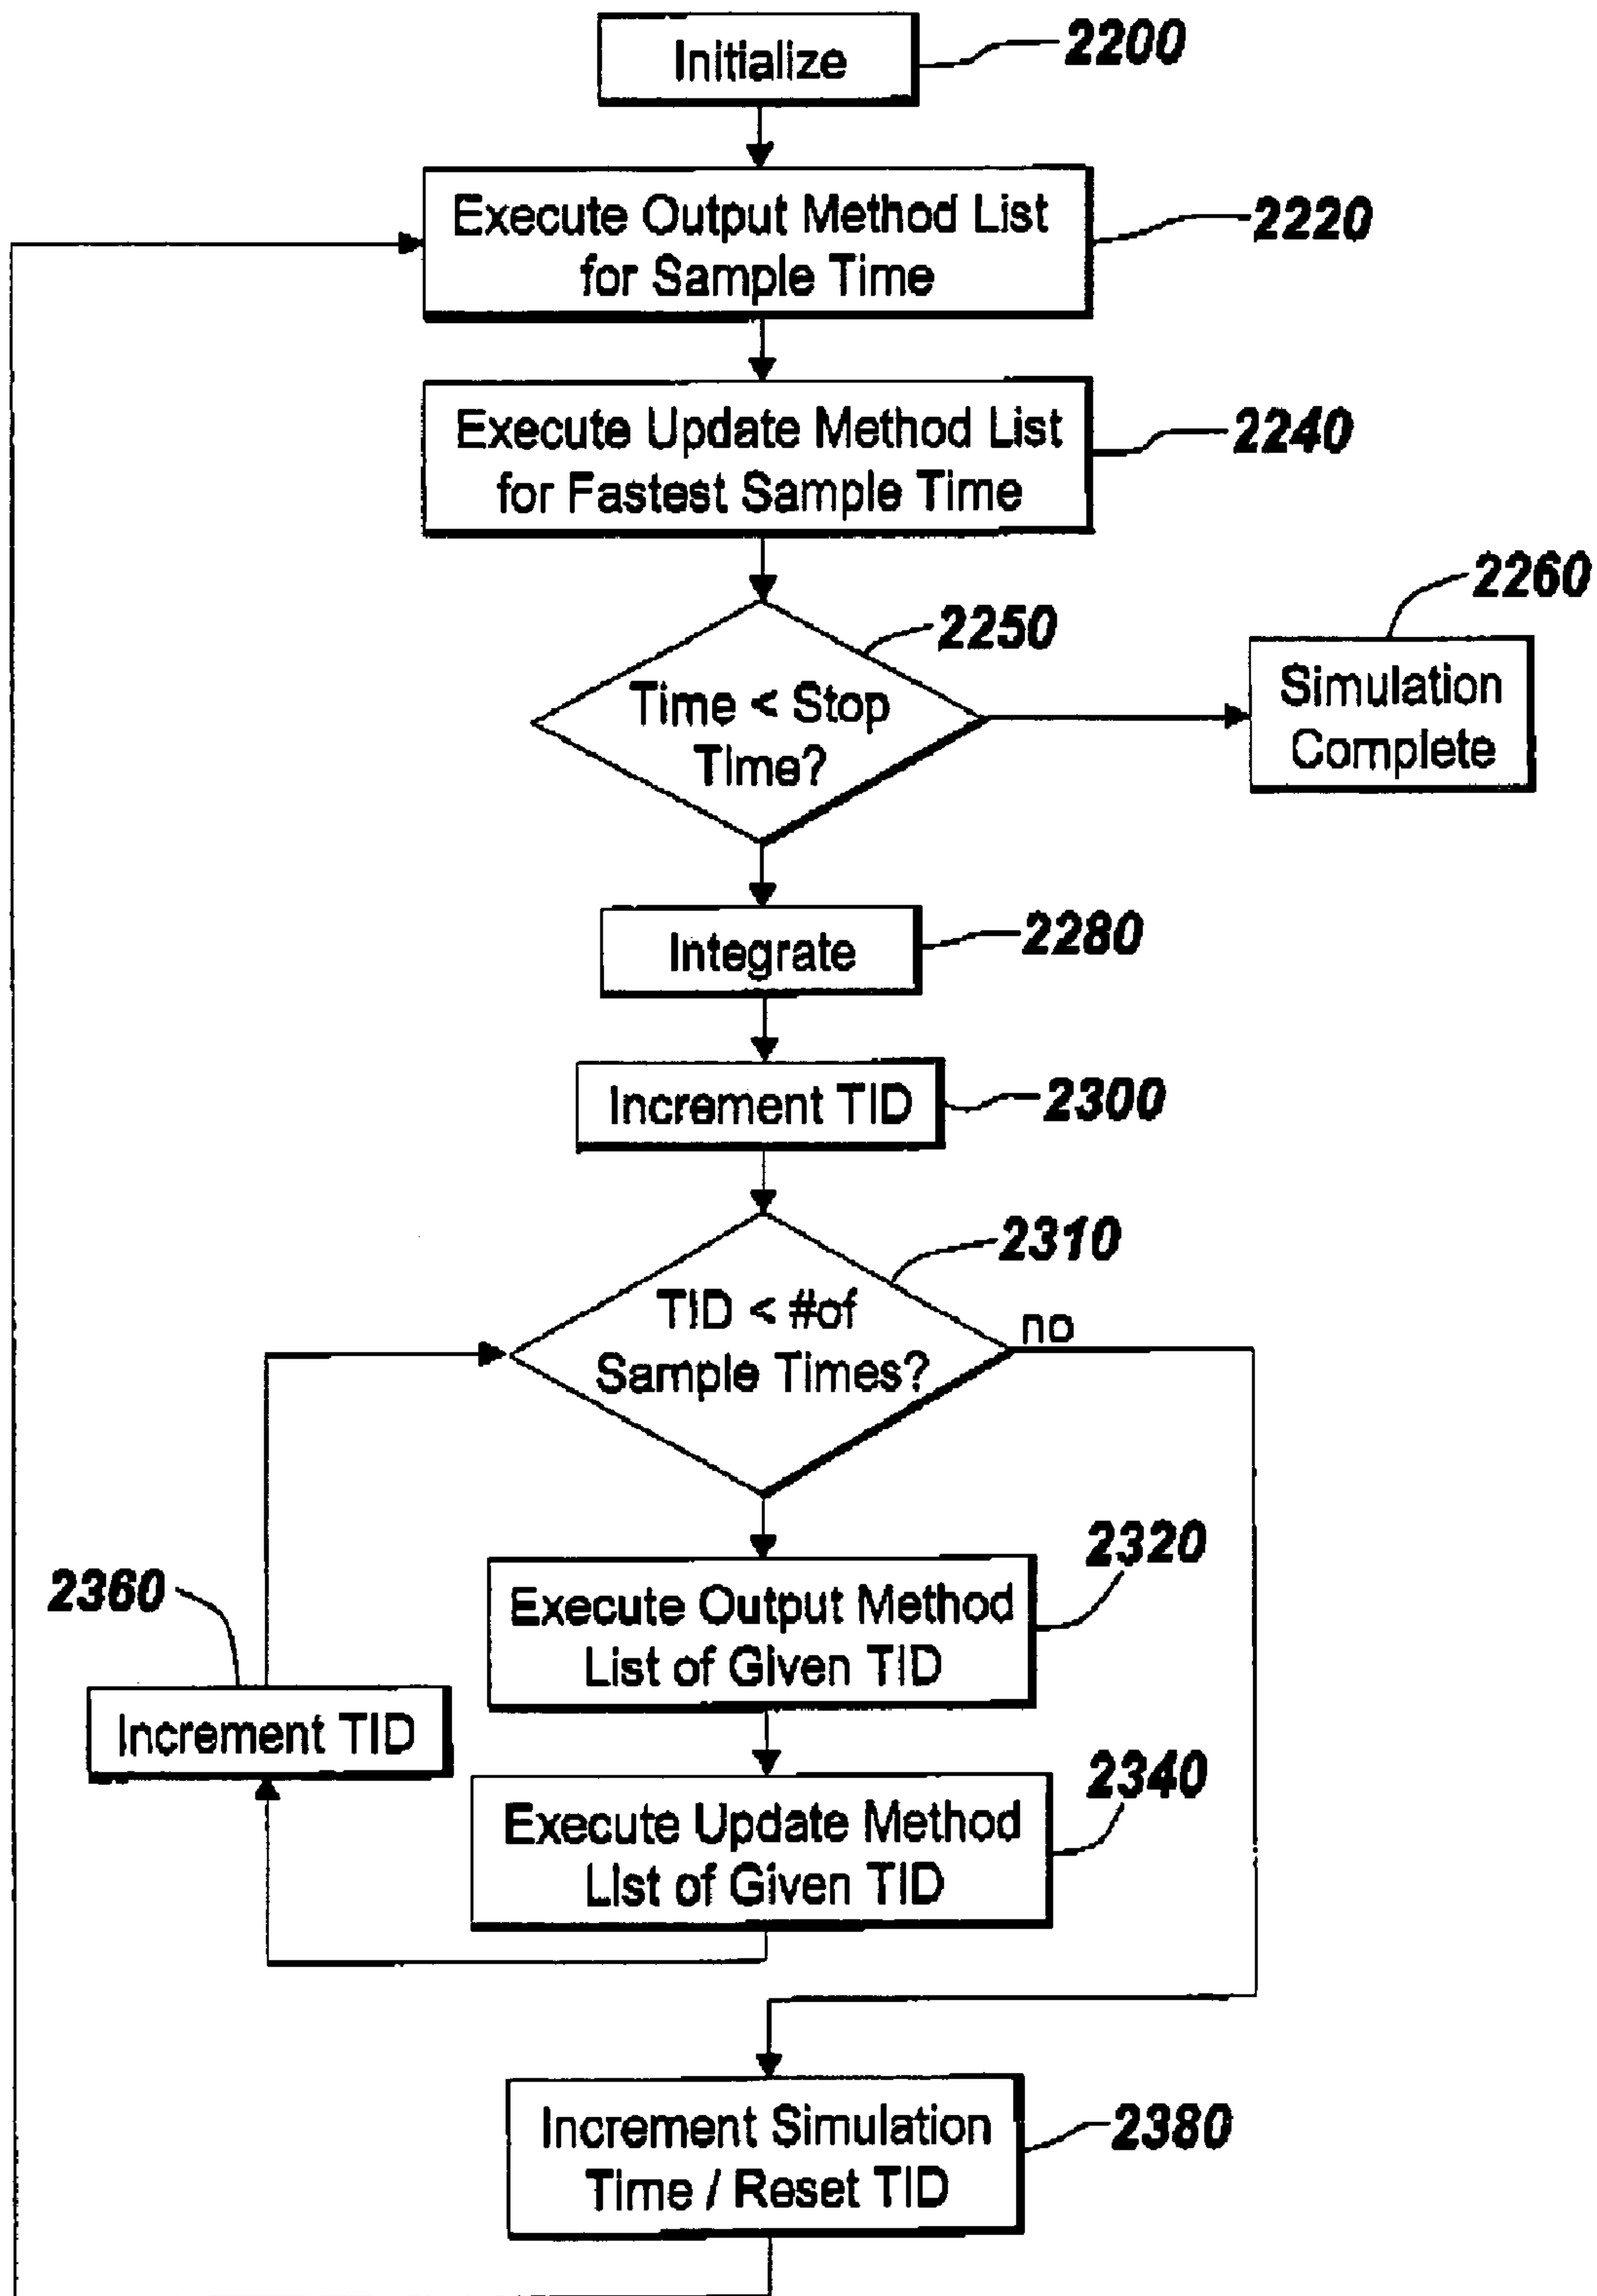 Initialize
2200
Execute Output Method List
for Sample Time
2220
Execute Update Method List
for Fastest Sample Time
2240
2250
Time < Stop
Time?
2260
Simulation
Complete
Integrate
2280
Increment TID
2300
2310
TID < #of
Sample Times?
no
2320
Execute Output Method
List of Given TID
2360
Increment TID
2340
Execute Update Method
List of Given TID
Increment Simulation
Time / Reset TID
2380